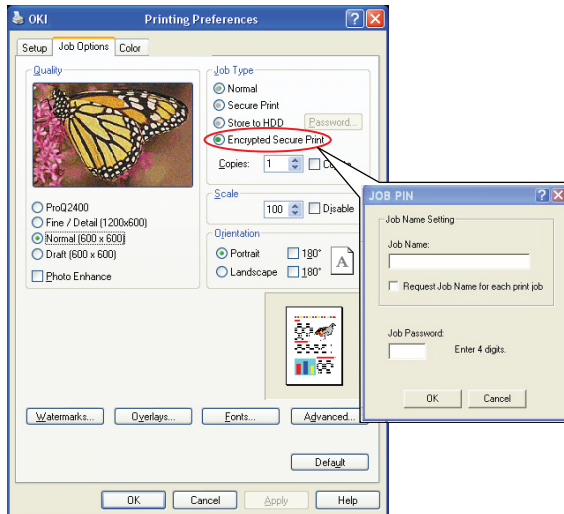 OKI Printing Preferences
Setup Job Options Color
Quality
ProQ2400
Fine / Detail (1200x600)
Normal (600 x 600)
Draft (600 x 600)
Photo Enhance
Job Type
Normal
Secure Print
Store to HDD Password...
Encrypted Secure Print
Copies: 1
Scale
100 Disable
Orientation
Portrait 180°
Landscape 180°
A
Watermarks... Overlays... Fonts... Advanced...
Default
OK Cancel Apply Help
JOB PIN
Job Name Setting
Job Name:
Request Job Name for each print job
Job Password:
Enter 4 digits.
OK Cancel